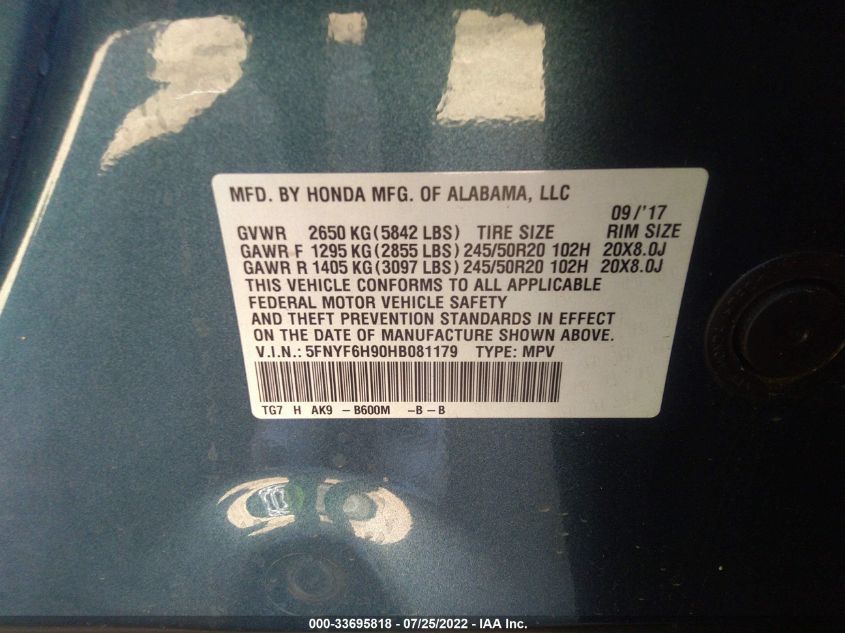 MFD. BY HONDA MFG. OF ALABAMA, LLC
09/'17
GVWR 2650 KG (5842 LBS) TIRE SIZE RIM SIZE
GAWR F 1295 KG (2855 LBS) 245/50R20 102H 20X8.0J
GAWR R 1405 KG (3097 LBS) 245/50R20 102H 20X8.0J
THIS VEHICLE CONFORMS TO ALL APPLICABLE
FEDERAL MOTOR VEHICLE SAFETY
AND THEFT PREVENTION STANDARDS IN EFFECT
ON THE DATE OF MANUFACTURE SHOWN ABOVE.
V.I.N.: 5FNYF6H90HB081179 TYPE: MPV
TG7 H AK9 -B600M -B-B
000-33695818 - 07/25/2022 - IAA Inc.